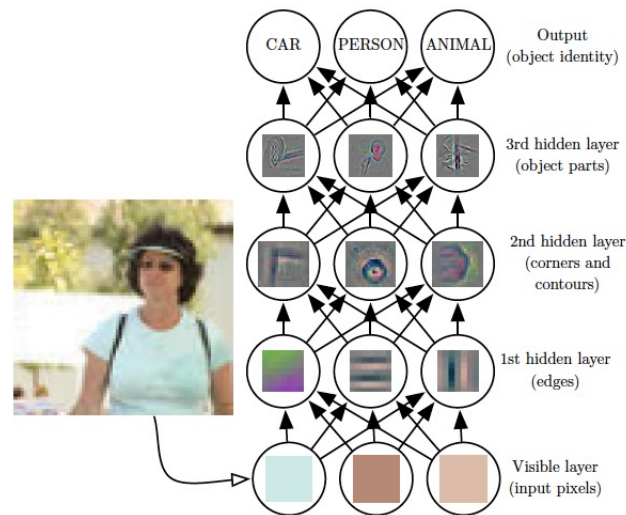 CAR PERSON ANIMAL
Output
(object identity)
3rd hidden layer
(object parts)
2nd hidden layer
(corners and
contours)
1st hidden layer
(edges)
Visible layer
(input pixels)